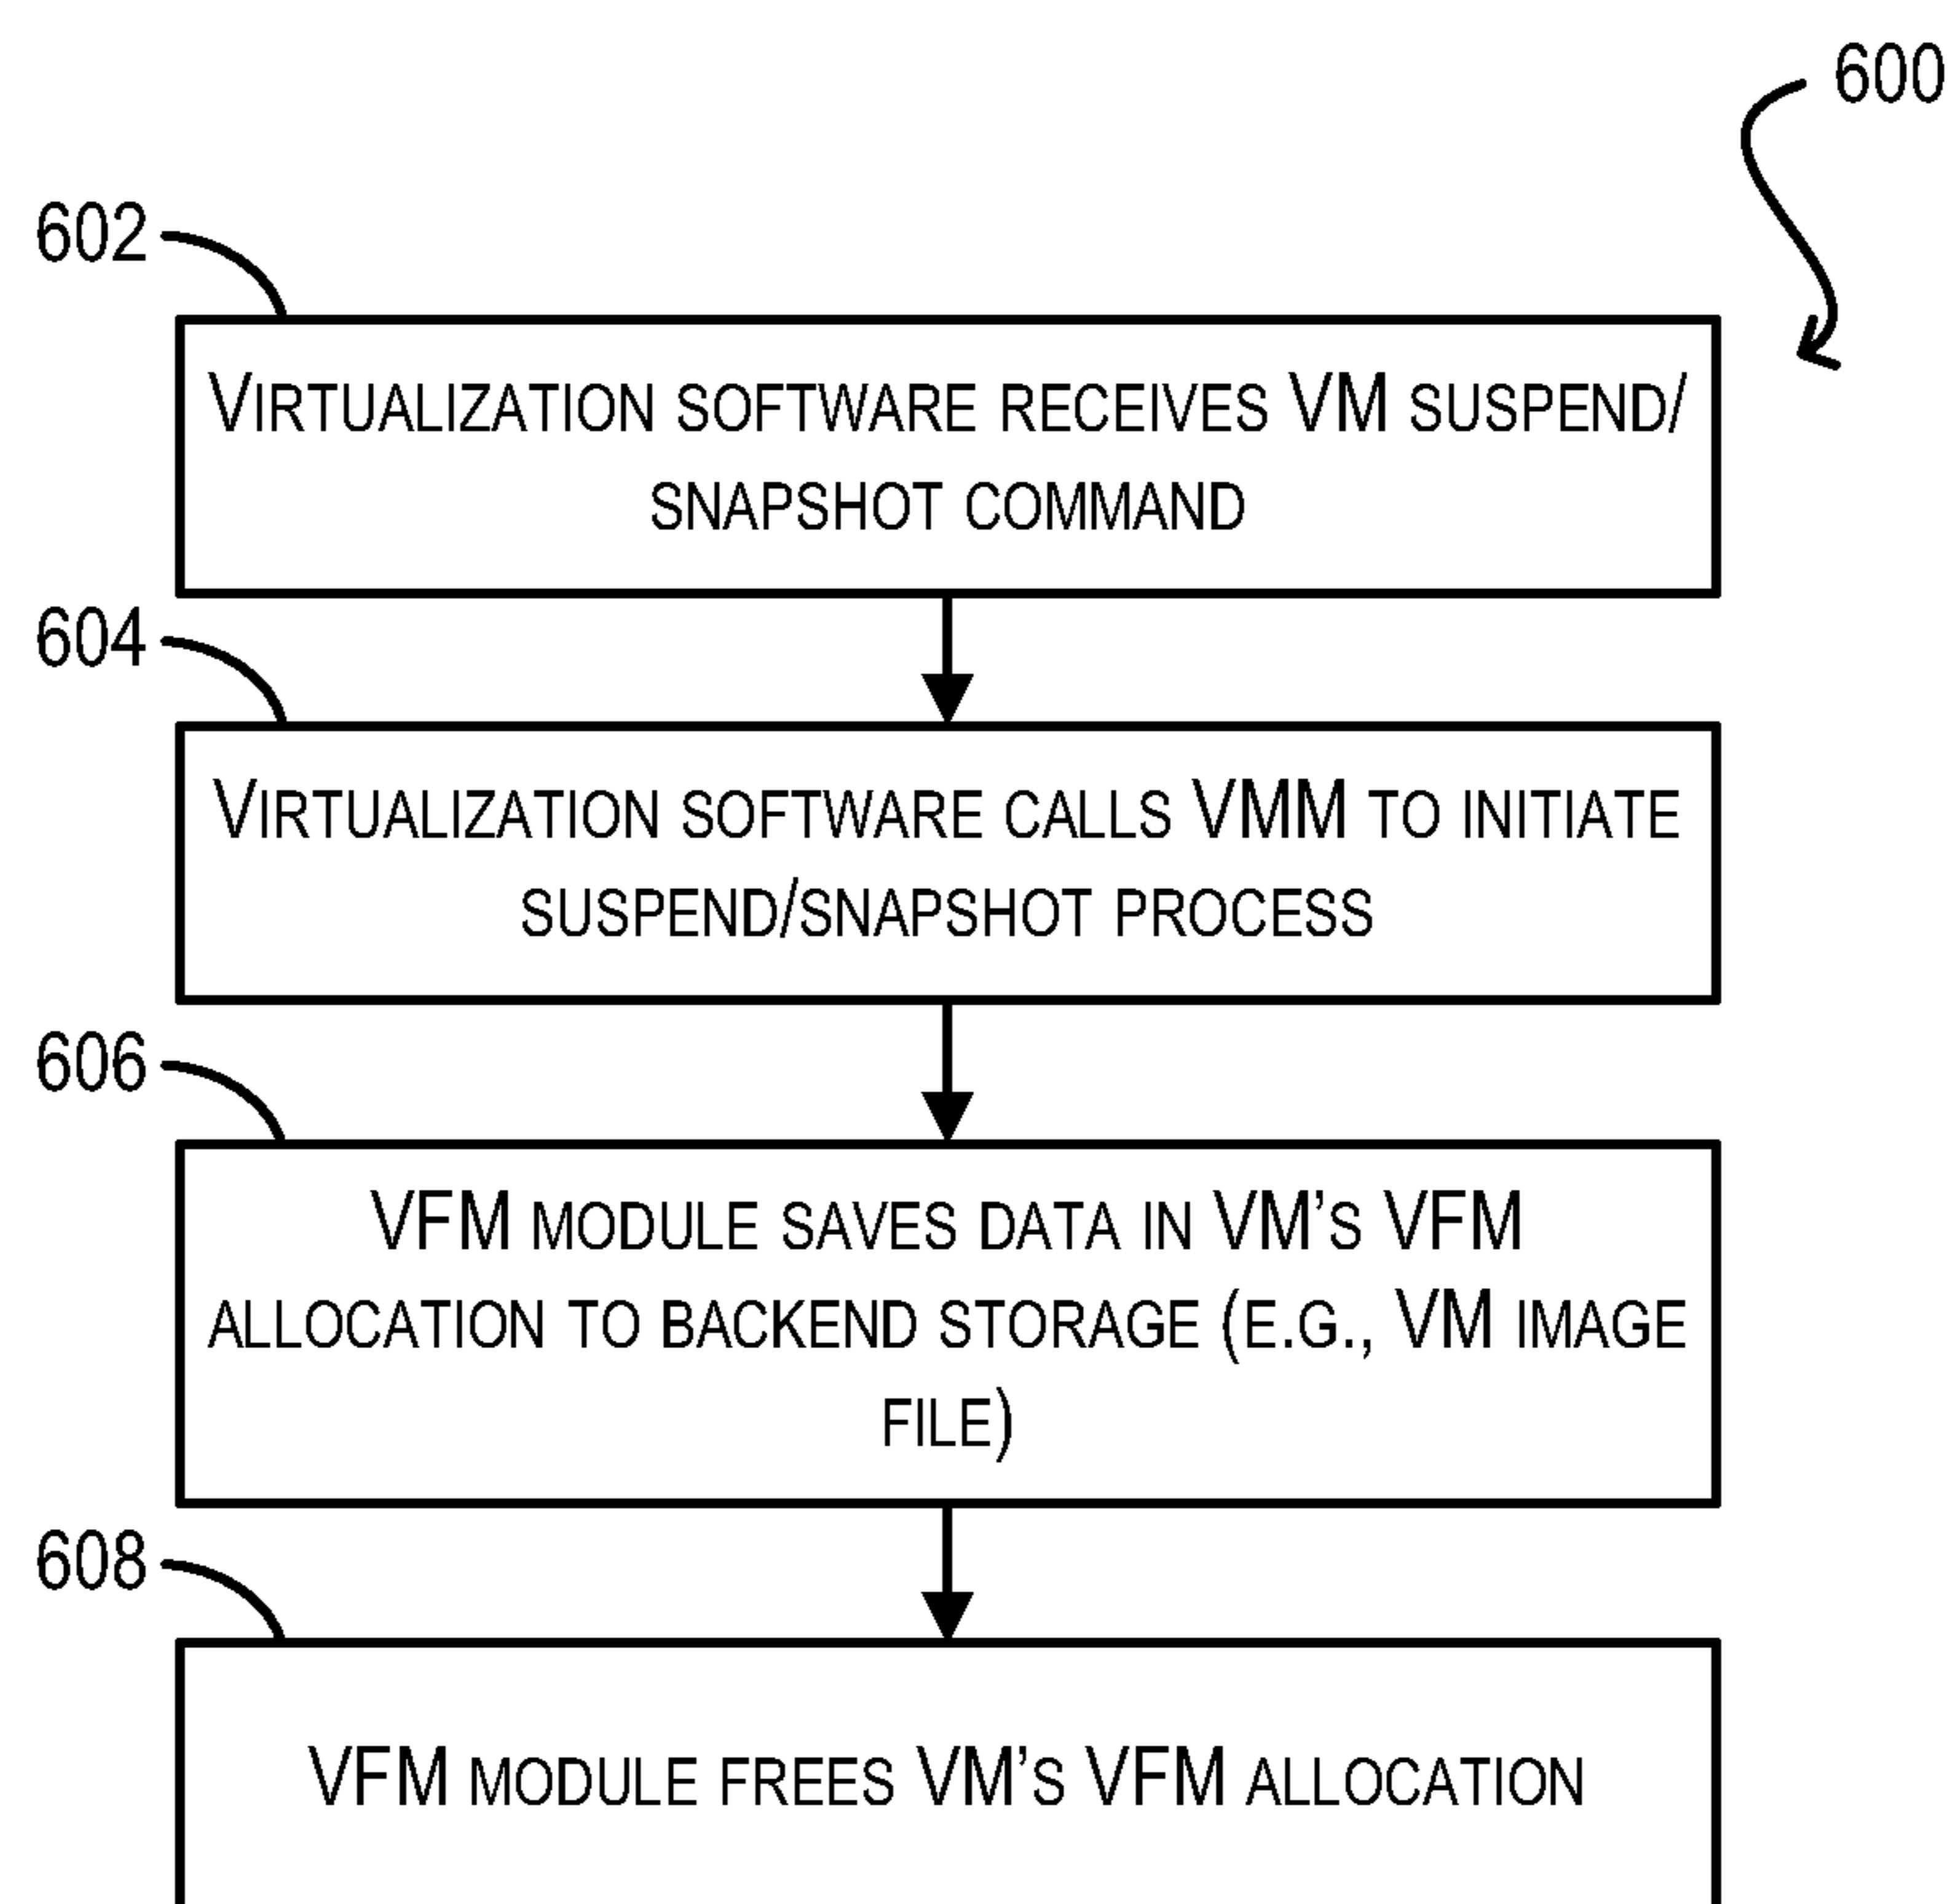 600
602
VIRTUALIZATION SOFTWARE RECEIVES VM SUSPEND/
SNAPSHOT COMMAND
604
VIRTUALIZATION SOFTWARE CALLS VMM TO INITIATE
SUSPEND/SNAPSHOT PROCESS
606
VFM MODULE SAVES DATA IN VM'S VFM
ALLOCATION TO BACKEND STORAGE (E.G., VM IMAGE
FILE)
608
VFM MODULE FREES VM'S VFM ALLOCATION